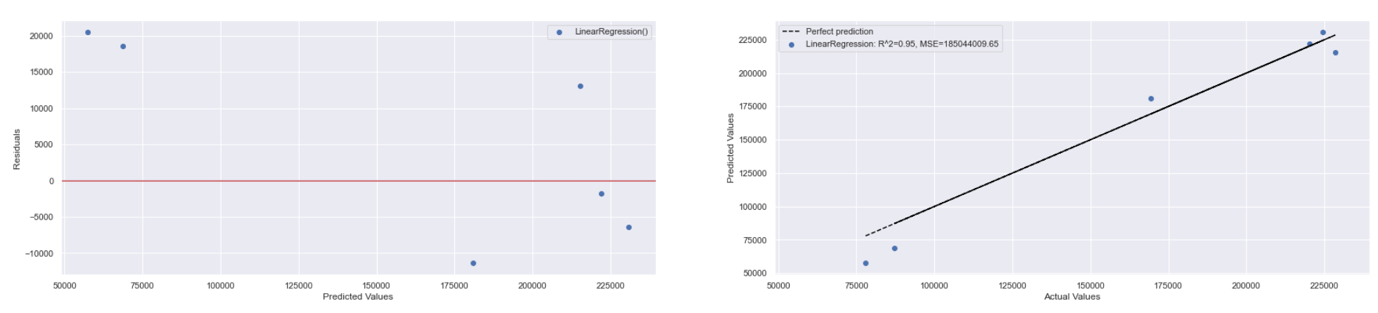 LinearRegression()
20000
15000
10000
5000
0
−5000
−10000
Residuals
50000 75000 100000 125000 150000 175000 200000 225000
Predicted Values
Perfect prediction
LinearRegression: R^2=0.95, MSE=185044009.65
225000
200000
175000
150000
125000
100000
75000
50000
Predicted Values
50000 75000 100000 125000 150000 175000 200000 225000
Actual Values